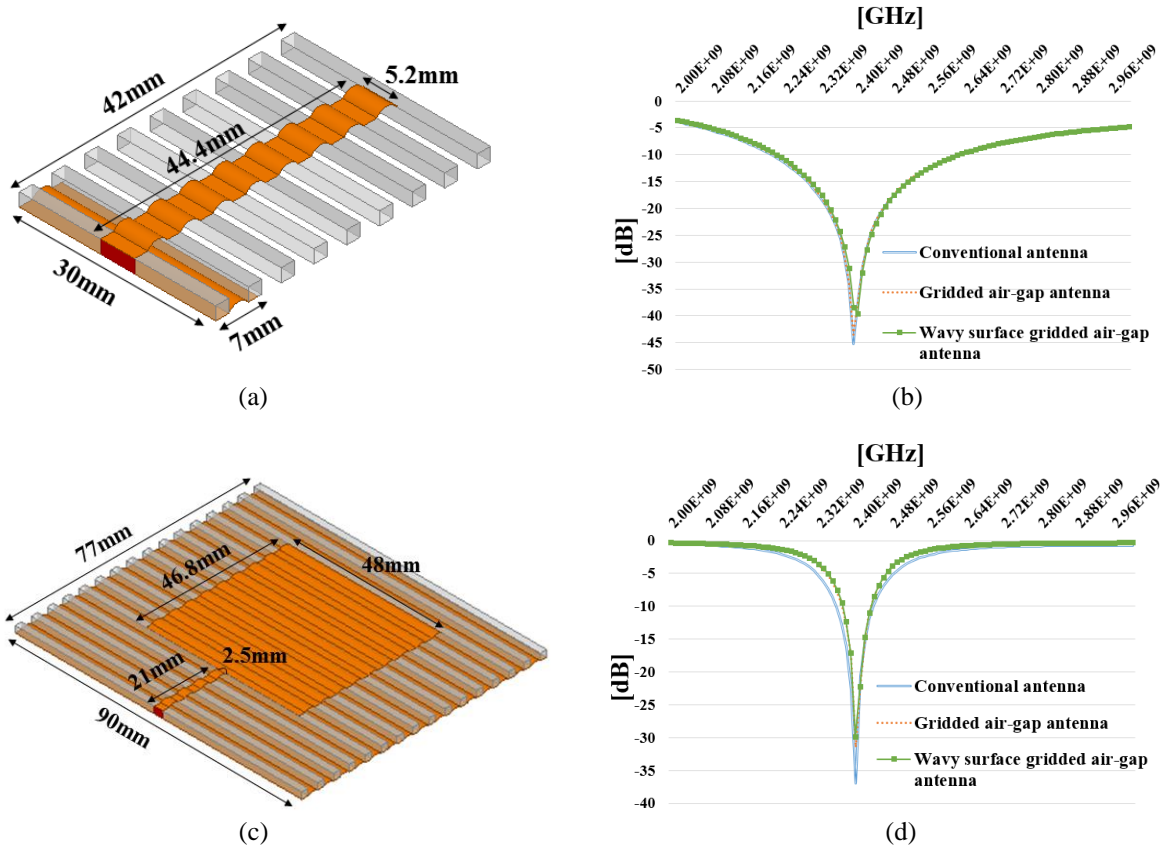 42mm
5.2mm
44.4mm
30mm
7mm
(a)
[GHz]
2.00E+09
2.08E+09
2.16E+09
2.24E+09
2.32E+09
2.40E+09
2.48E+09
2.56E+09
2.64E+09
2.72E+09
2.80E+09
2.88E+09
2.96E+09
0
-5
-10
-15
-20
-25
-30
-35
-40
-45
-50
[dB]
Conventional antenna
Gridded air-gap antenna
Wavy surface gridded air-gap
antenna
(b)
77mm
46.8mm
48mm
21mm
2.5mm
90mm
(c)
[GHz]
2.00E+09
2.08E+09
2.16E+09
2.24E+09
2.32E+09
2.40E+09
2.48E+09
2.56E+09
2.64E+09
2.72E+09
2.80E+09
2.88E+09
2.96E+09
0
-5
-10
-15
-20
-25
-30
-35
-40
[dB]
Conventional antenna
Gridded air-gap antenna
Wavy surface gridded air-gap
antenna
(d)